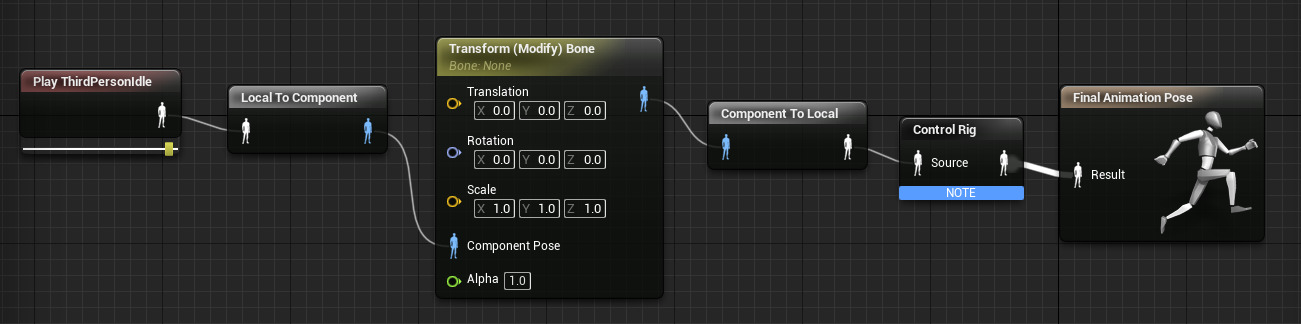 Play ThirdPersonIdle
Local To Component
Transform (Modify) Bone
Bone: None
Translation
X 0.0 Y 0.0 Z 0.0
Rotation
X 0.0 Y 0.0 Z 0.0
Scale
X 1.0 Y 1.0 Z 1.0
Component Pose
Alpha 1.0
Component To Local
Control Rig
Source
NOTE
Final Animation Pose
Result